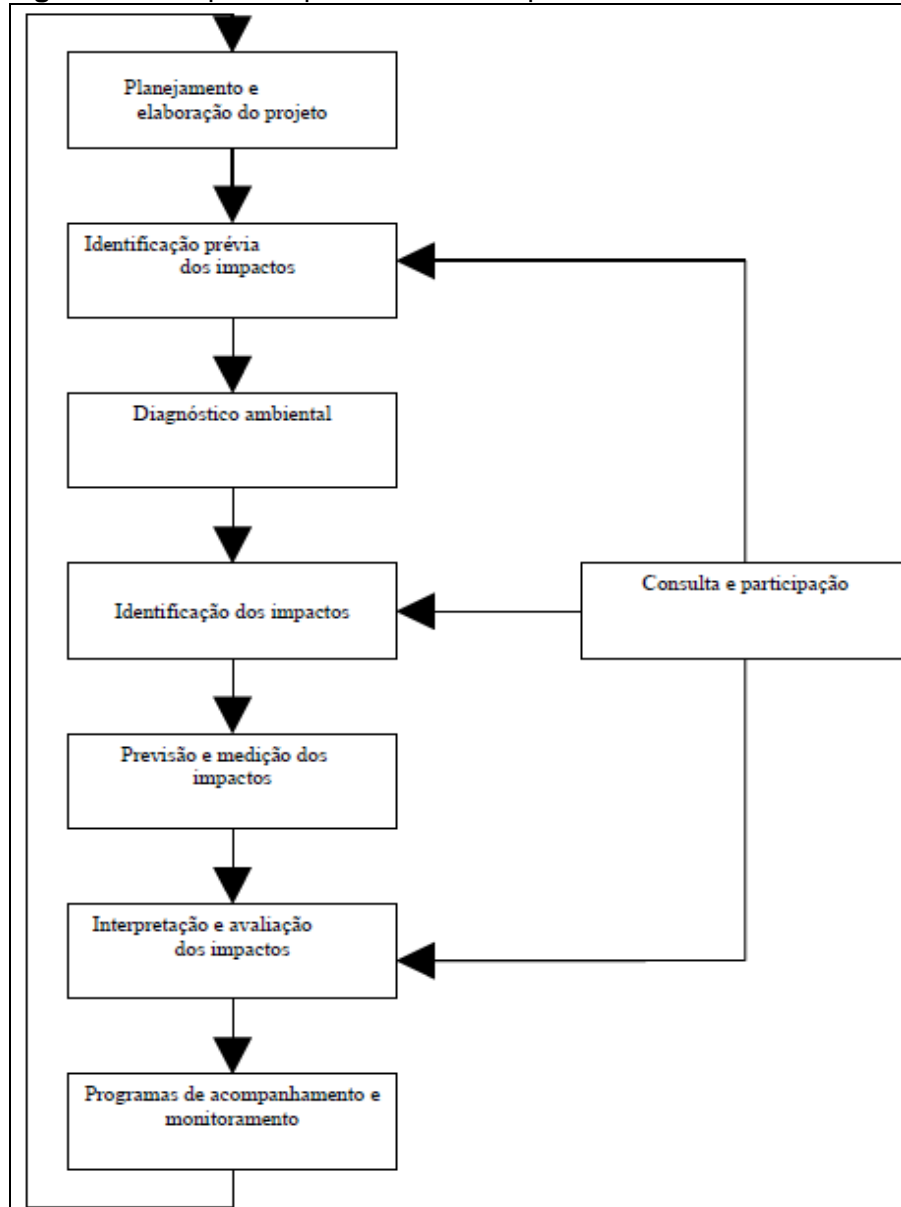 Planejamento e
elaboração do projeto
Identificação prévia
dos impactos
Diagnóstico ambiental
Identificação dos impactos
Consulta e participação
Previsão e medição dos
impactos
Interpretação e avaliação
dos impactos
Programas de acompanhamento e
monitoramento